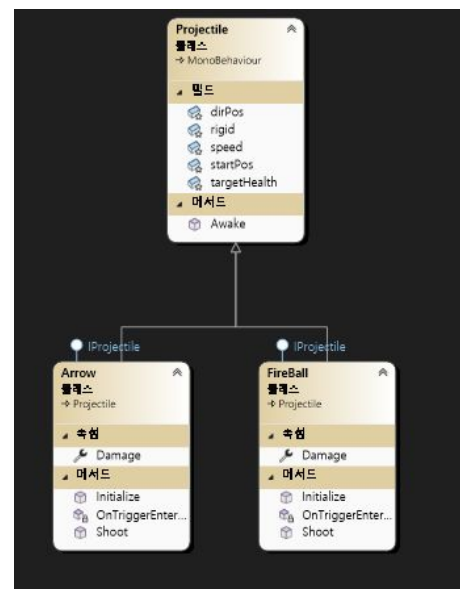 Projectile
클래스
MonoBehaviour
필드
dirPos
rigid
speed
startPos
targetHealth
메서드
Awake
IProjectile
Arrow
클래스
Projectile
속성
Damage
메서드
Initialize
OnTriggerEnter...
Shoot
IProjectile
FireBall
클래스
Projectile
속성
Damage
메서드
Initialize
OnTriggerEnter...
Shoot